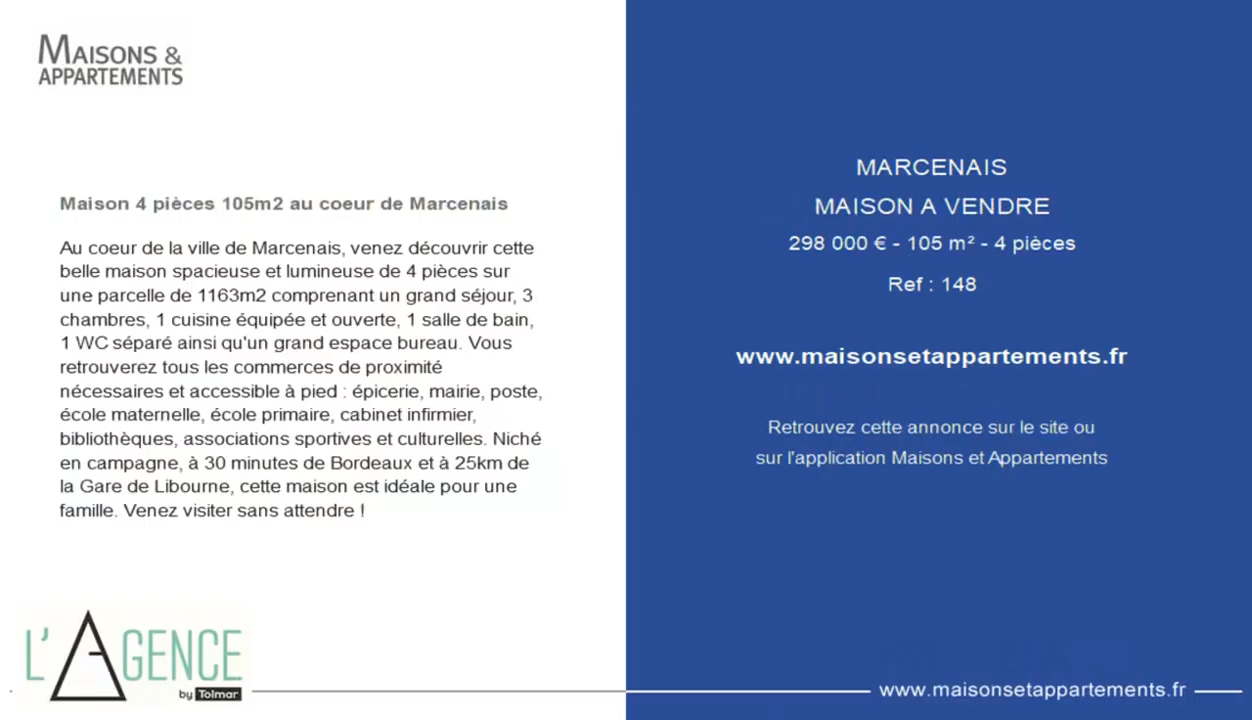 MAISONS &
APPARTEMENTS
Maison 4 pièces 105m2 au coeur de Marcenais
Au coeur de la ville de Marcenais, venez découvrir cette
belle maison spacieuse et lumineuse de 4 pièces sur
une parcelle de 1163m2 comprenant un grand séjour, 3
chambres, 1 cuisine équipée et ouverte, 1 salle de bain,
1 WC séparé ainsi qu'un grand espace bureau. Vous
retrouverez tous les commerces de proximité
nécessaires et accessible à pied : épicerie, mairie, poste,
école maternelle, école primaire, cabinet infirmier,
bibliothèques, associations sportives et culturelles. Niché
en campagne, à 30 minutes de Bordeaux et à 25km de
la Gare de Libourne, cette maison est idéale pour une
famille. Venez visiter sans attendre !
L'AGENCE
by Tolmar
MARCENAIS
MAISON A VENDRE
298 000 € - 105 m² - 4 pièces
Ref : 148
www.maisonsetappartements.fr
Retrouvez cette annonce sur le site ou
sur l'application Maisons et Appartements
www.maisonsetappartements.fr